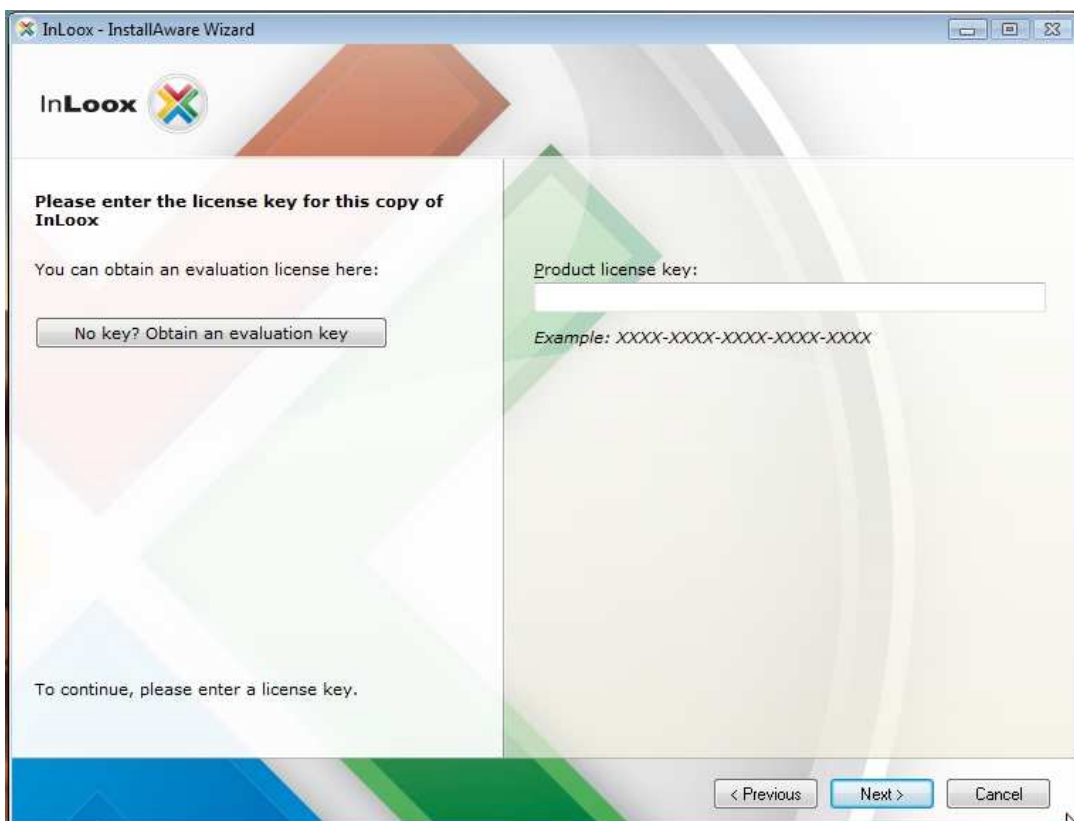 InLoox - InstallAware Wizard
InLoox
Please enter the license key for this copy of
InLoox
You can obtain an evaluation license here:
No key? Obtain an evaluation key
Product license key:
Example: XXXX-XXXX-XXXX-XXXX-XXXX
To continue, please enter a license key.
< Previous
Next >
Cancel